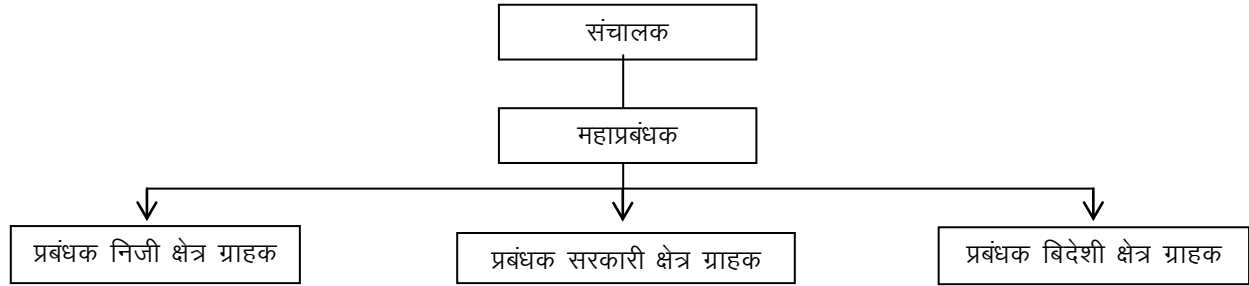 संचालक
महाप्रबंधक
प्रबंधक निजी क्षेत्र ग्राहक
प्रबंधक सरकारी क्षेत्र ग्राहक
प्रबंधक बिदेशी क्षेत्र ग्राहक